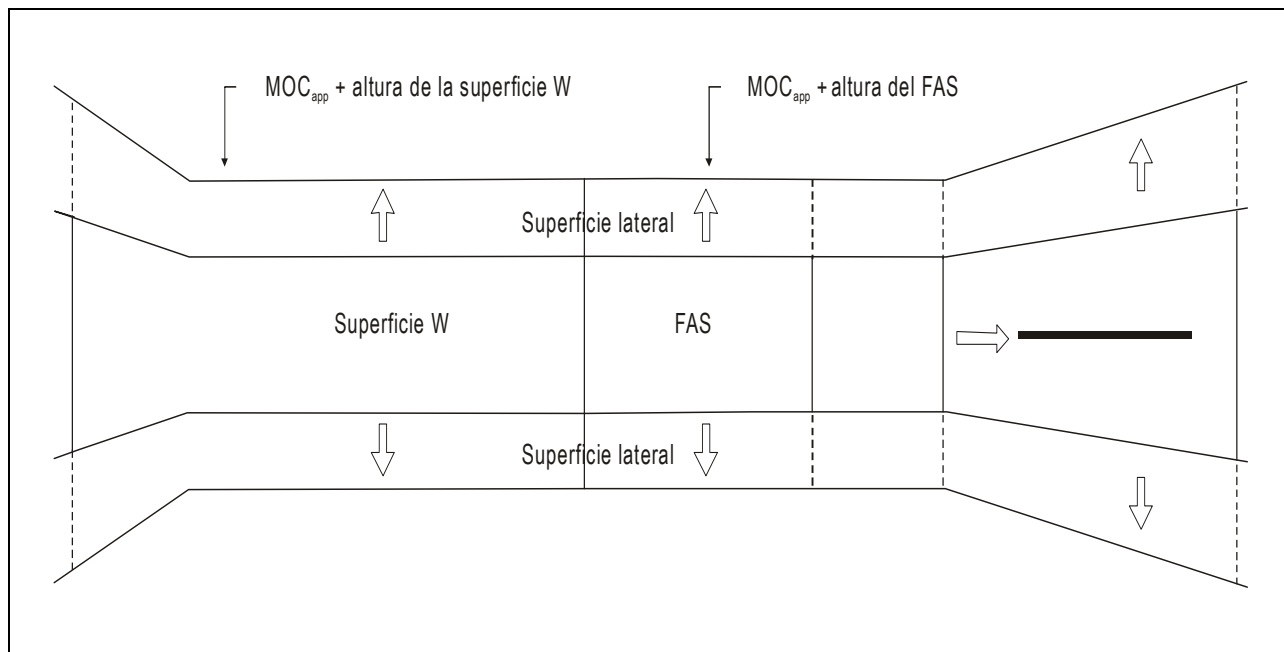 MOCapp + altura de la superficie W
MOCapp + altura del FAS
Superficie lateral
Superficie W
FAS
Superficie lateral